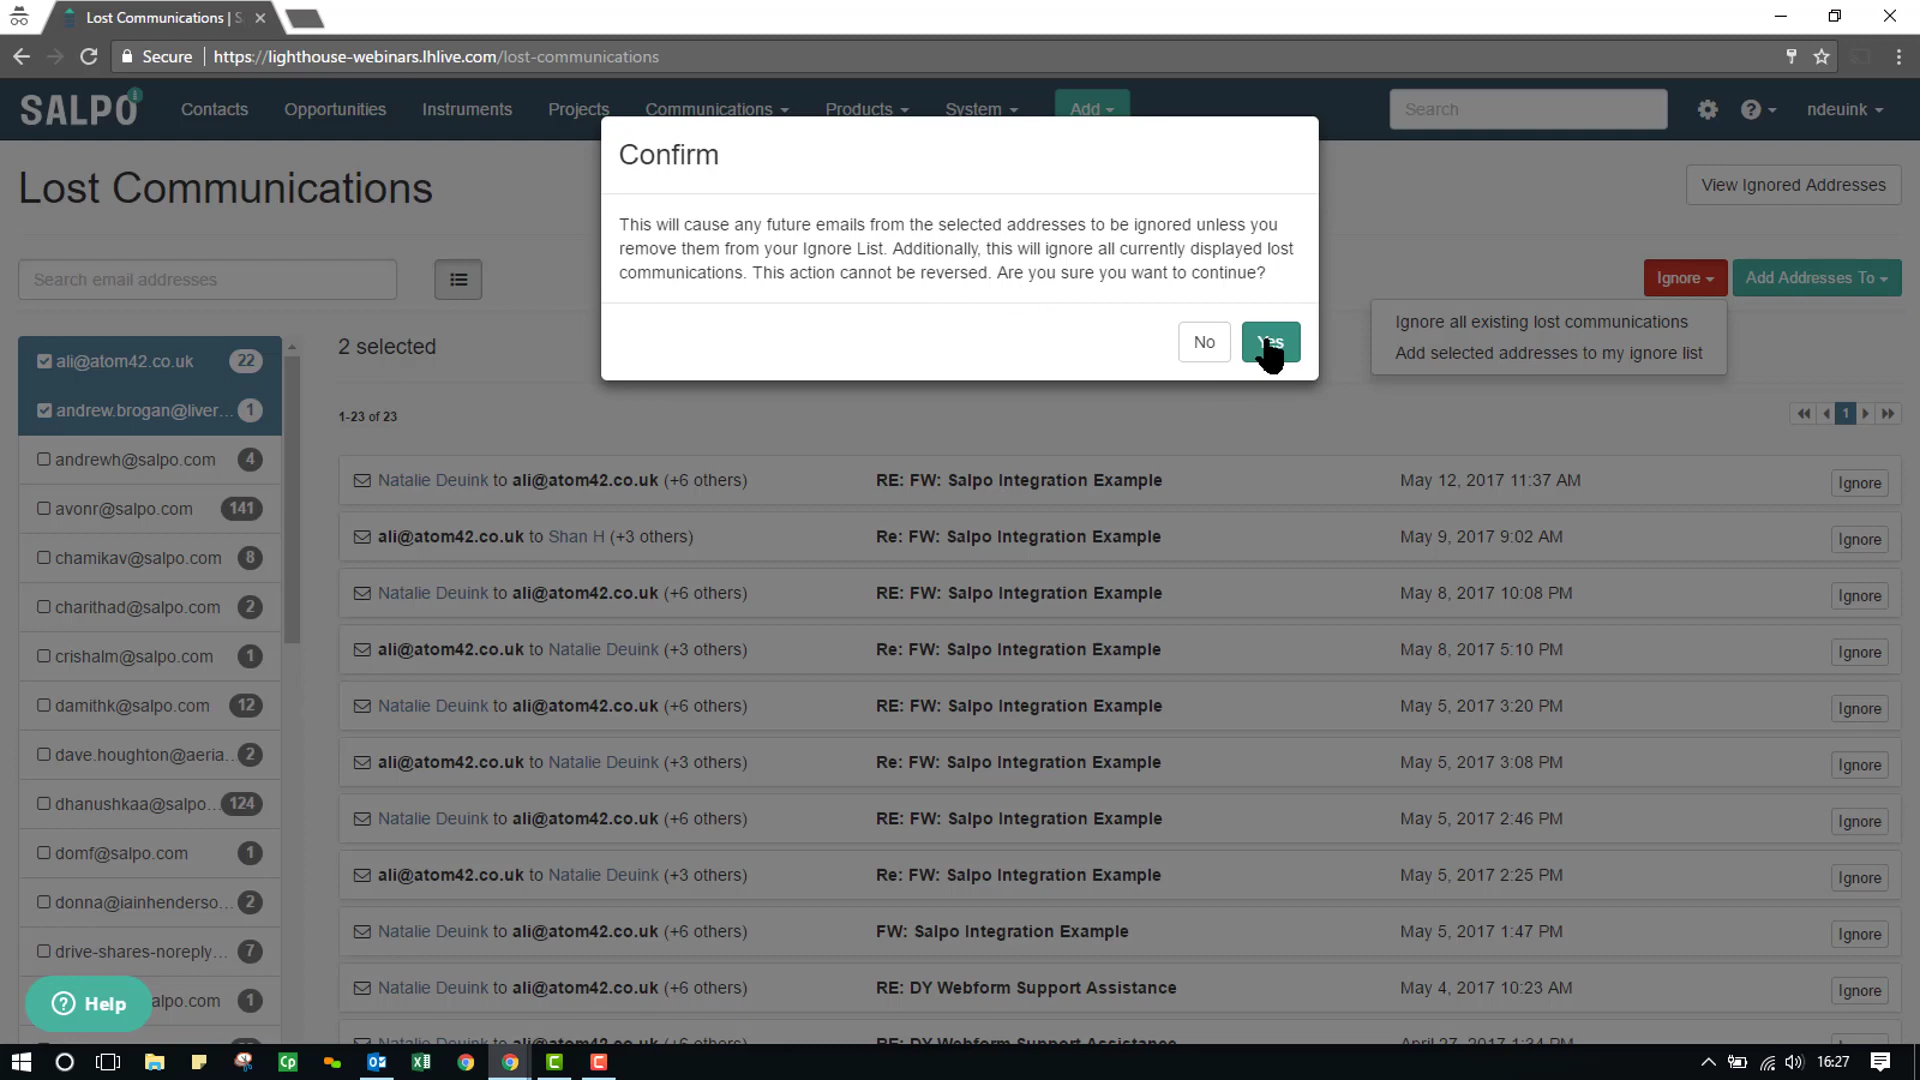 Lost Communications | S
Secure
https://lighthouse-webinars.lhlive.com/lost-communications
SALPO
Contacts
Opportunities
Instruments
Projects
Communications
Products
System
Add
Search
ndeuink
Lost Communications
View Ignored Addresses
Search email addresses
Ignore
Add Addresses To
Confirm
This will cause any future emails from the selected addresses to be ignored unless you
remove them from your Ignore List. Additionally, this will ignore all currently displayed lost
communications. This action cannot be reversed. Are you sure you want to continue?
No
Yes
Ignore all existing lost communications
Add selected addresses to my ignore list
2 selected
1-23 of 23
1
ali@atom42.co.uk 22
andrew.brogan@liver... 1
andrewh@salpo.com 4
avonr@salpo.com 141
chamikav@salpo.com 8
charithad@salpo.com 2
crishalm@salpo.com 1
damithk@salpo.com 12
dave.houghton@aeria... 2
dhanushkaa@salpo... 124
domf@salpo.com 1
donna@iainhenderso... 2
drive-shares-noreply... 7
alpo.com 1
Help
Natalie Deuink to ali@atom42.co.uk (+6 others) RE: FW: Salpo Integration Example May 12, 2017 11:37 AM Ignore
ali@atom42.co.uk to Shan H (+3 others) Re: FW: Salpo Integration Example May 9, 2017 9:02 AM Ignore
Natalie Deuink to ali@atom42.co.uk (+6 others) RE: FW: Salpo Integration Example May 8, 2017 10:08 PM Ignore
ali@atom42.co.uk to Natalie Deuink (+3 others) Re: FW: Salpo Integration Example May 8, 2017 5:10 PM Ignore
Natalie Deuink to ali@atom42.co.uk (+6 others) RE: FW: Salpo Integration Example May 5, 2017 3:20 PM Ignore
ali@atom42.co.uk to Natalie Deuink (+3 others) Re: FW: Salpo Integration Example May 5, 2017 3:08 PM Ignore
Natalie Deuink to ali@atom42.co.uk (+6 others) RE: FW: Salpo Integration Example May 5, 2017 2:46 PM Ignore
ali@atom42.co.uk to Natalie Deuink (+3 others) Re: FW: Salpo Integration Example May 5, 2017 2:25 PM Ignore
Natalie Deuink to ali@atom42.co.uk (+6 others) FW: Salpo Integration Example May 5, 2017 1:47 PM Ignore
Natalie Deuink to ali@atom42.co.uk (+6 others) RE: DY Webform Support Assistance May 4, 2017 10:23 AM Ignore
Natalie Deuink to ali@atom42.co.uk (+6 others) RE: DY Webform Support Assistance April 27, 2017 1:34 PM
16:27